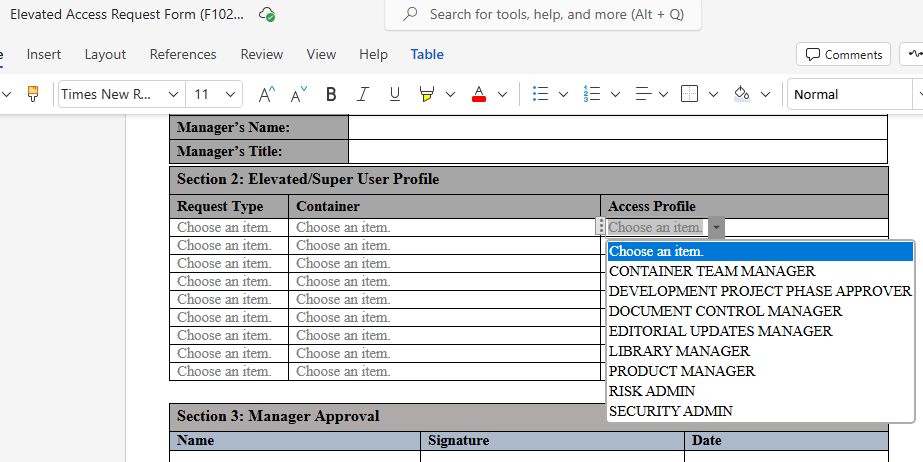 Elevated Access Request Form (F102...
Search for tools, help, and more (Alt + Q)
Insert Layout References Review View Help Table
Comments
Times New R... 11 B I U A Normal
Manager's Name:
Manager's Title:
Section 2: Elevated/Super User Profile
Request Type Container Access Profile
Choose an item. Choose an item. Choose an item.
Choose an item. Choose an item.
Choose an item. Choose an item.
Choose an item. Choose an item.
Choose an item. Choose an item.
Choose an item. Choose an item.
Choose an item. Choose an item.
Choose an item. Choose an item.
Choose an item. Choose an item.
Choose an item.
CONTAINER TEAM MANAGER
DEVELOPMENT PROJECT PHASE APPROVER
DOCUMENT CONTROL MANAGER
EDITORIAL UPDATES MANAGER
LIBRARY MANAGER
PRODUCT MANAGER
RISK ADMIN
SECURITY ADMIN
Section 3: Manager Approval
Name Signature Date